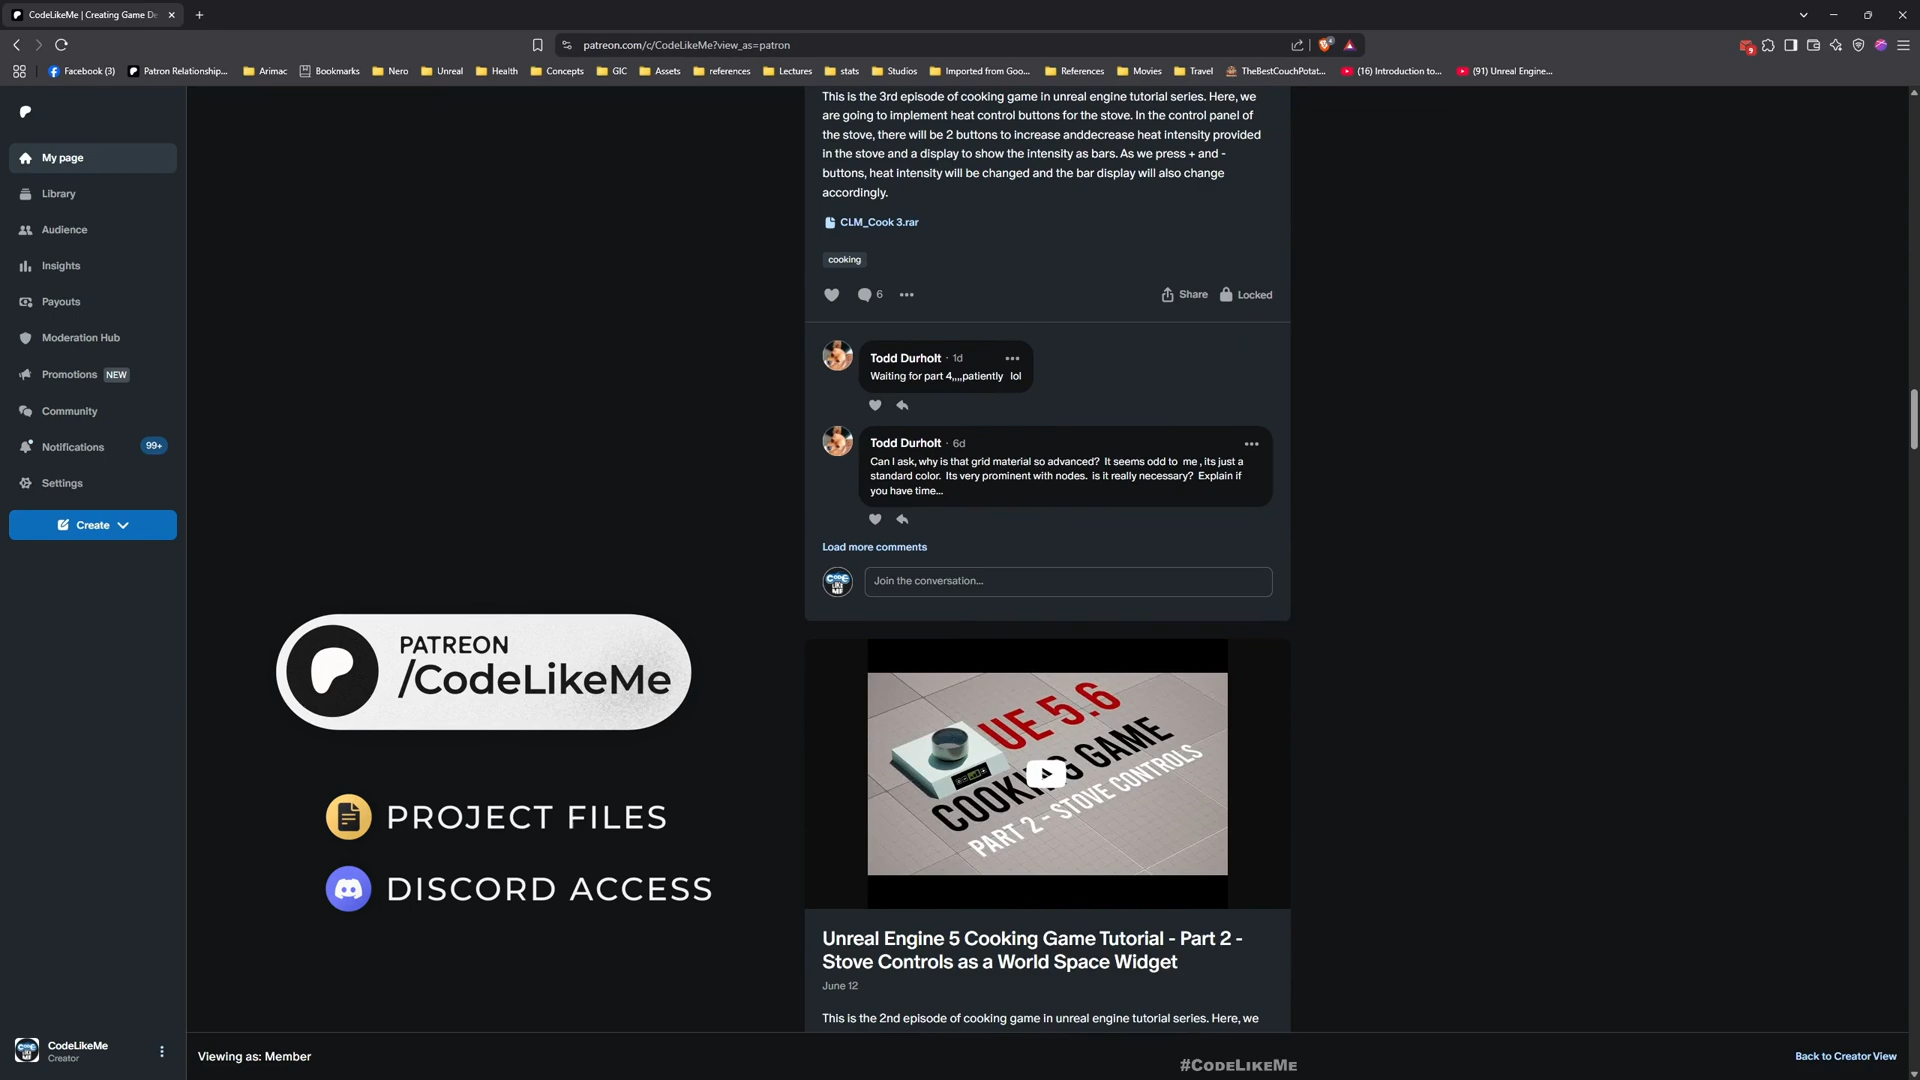 CodeLikeMe | Creating Game De
patreon.com/c/CodeLikeMe?view_as=patron
Facebook (3)
Patron Relationship...
Arimac
Bookmarks
Nero
Unreal
Health
Concepts
GIC
Assets
references
Lectures
stats
Studios
Imported from Goo...
References
Movies
Travel
TheBestCouchPotat...
(16) Introduction to...
(91) Unreal Engine...
My page
Library
Audience
Insights
Payouts
Moderation Hub
Promotions NEW
Community
Notifications 99+
Settings
Create
This is the 3rd episode of cooking game in unreal engine tutorial series. Here, we
are going to implement heat control buttons for the stove. In the control panel of
the stove, there will be 2 buttons to increase anddecrease heat intensity provided
in the stove and a display to show the intensity as bars. As we press + and -
buttons, heat intensity will be changed and the bar display will also change
accordingly.
CLM_Cook 3.rar
cooking
6
Share
Locked
Todd Durholt · 1d
Waiting for part 4,,,,patiently lol
Todd Durholt · 6d
Can I ask, why is that grid material so advanced? It seems odd to me , its just a
standard color. Its very prominent with nodes. is it really necessary? Explain if
you have time...
Load more comments
CODE
LIKE
ME
Join the conversation...
PATREON
/CodeLikeMe
PROJECT FILES
DISCORD ACCESS
UE 5.6
COOKING GAME
PART 2 - STOVE CONTROLS
Unreal Engine 5 Cooking Game Tutorial - Part 2 -
Stove Controls as a World Space Widget
June 12
This is the 2nd episode of cooking game in unreal engine tutorial series. Here, we
CodeLikeMe
Creator
Viewing as: Member
#CODELIKEME
Back to Creator View